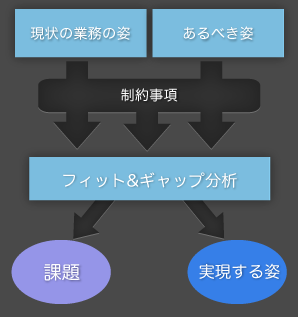 現状の業務の姿
あるべき姿
制約事項
フィット&ギャップ分析
課題
実現する姿